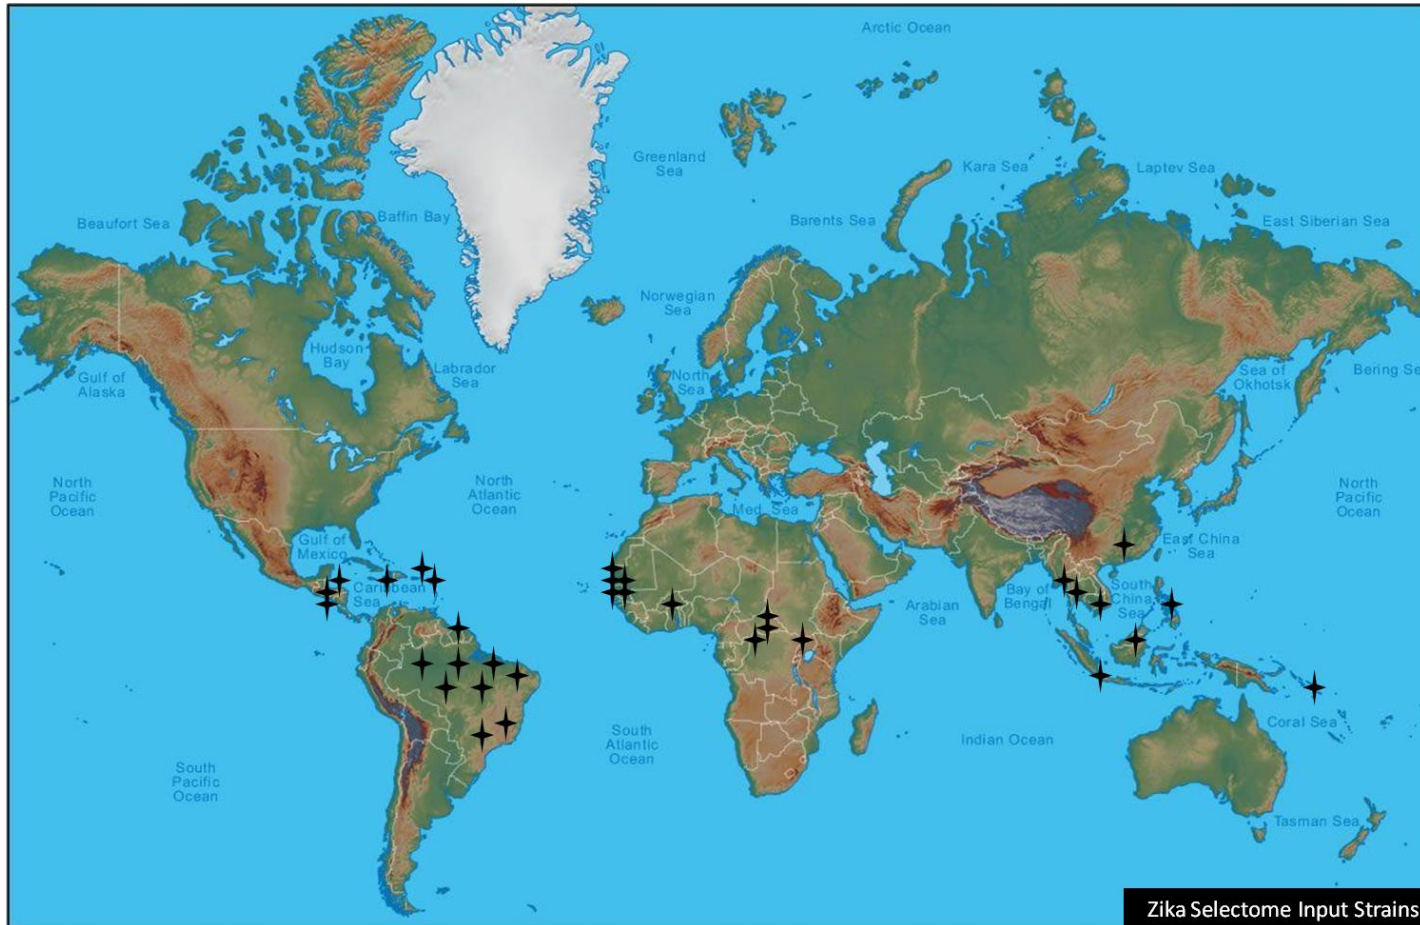 Arctic Ocean
Greenland
Sea
Kara Sea
Laptev Sea
Beaufort Sea
Baffin Bay
Barents Sea
East Siberian Sea
Norwegian
Sea
Hudson
Bay
Labrador
Sea
Gulf of
Alaska
North
Sea
Sea of
Okhotsk
Bering Se
North
Pacific
Ocean
North
Atlantic
Ocean
Med. Sea
North
Pacific
Ocean
Gulf of
Mexico
East China
Sea
Caribbean
Sea
Arabian
Sea
Bay of
Bengal
South
China
Sea
South
Atlantic
Ocean
Indian Ocean
Coral Sea
South
Pacific
Ocean
Tasman Sea
Zika Selectome Input Strains